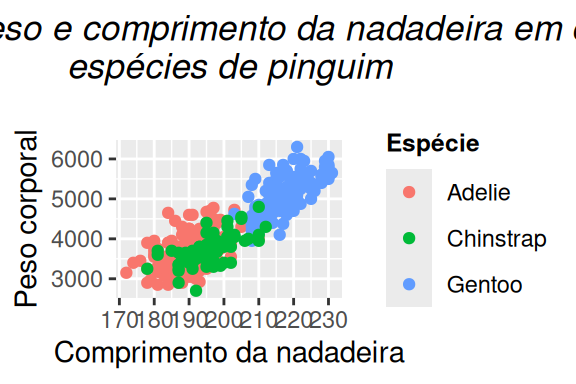 e comprimento da nadadeira em
espécies de pinguim
Espécie
Adelie
Chinstrap
Gentoo
Peso corporal
6000
5000
4000
3000
170 180 190 200 210 220 230
Comprimento da nadadeira